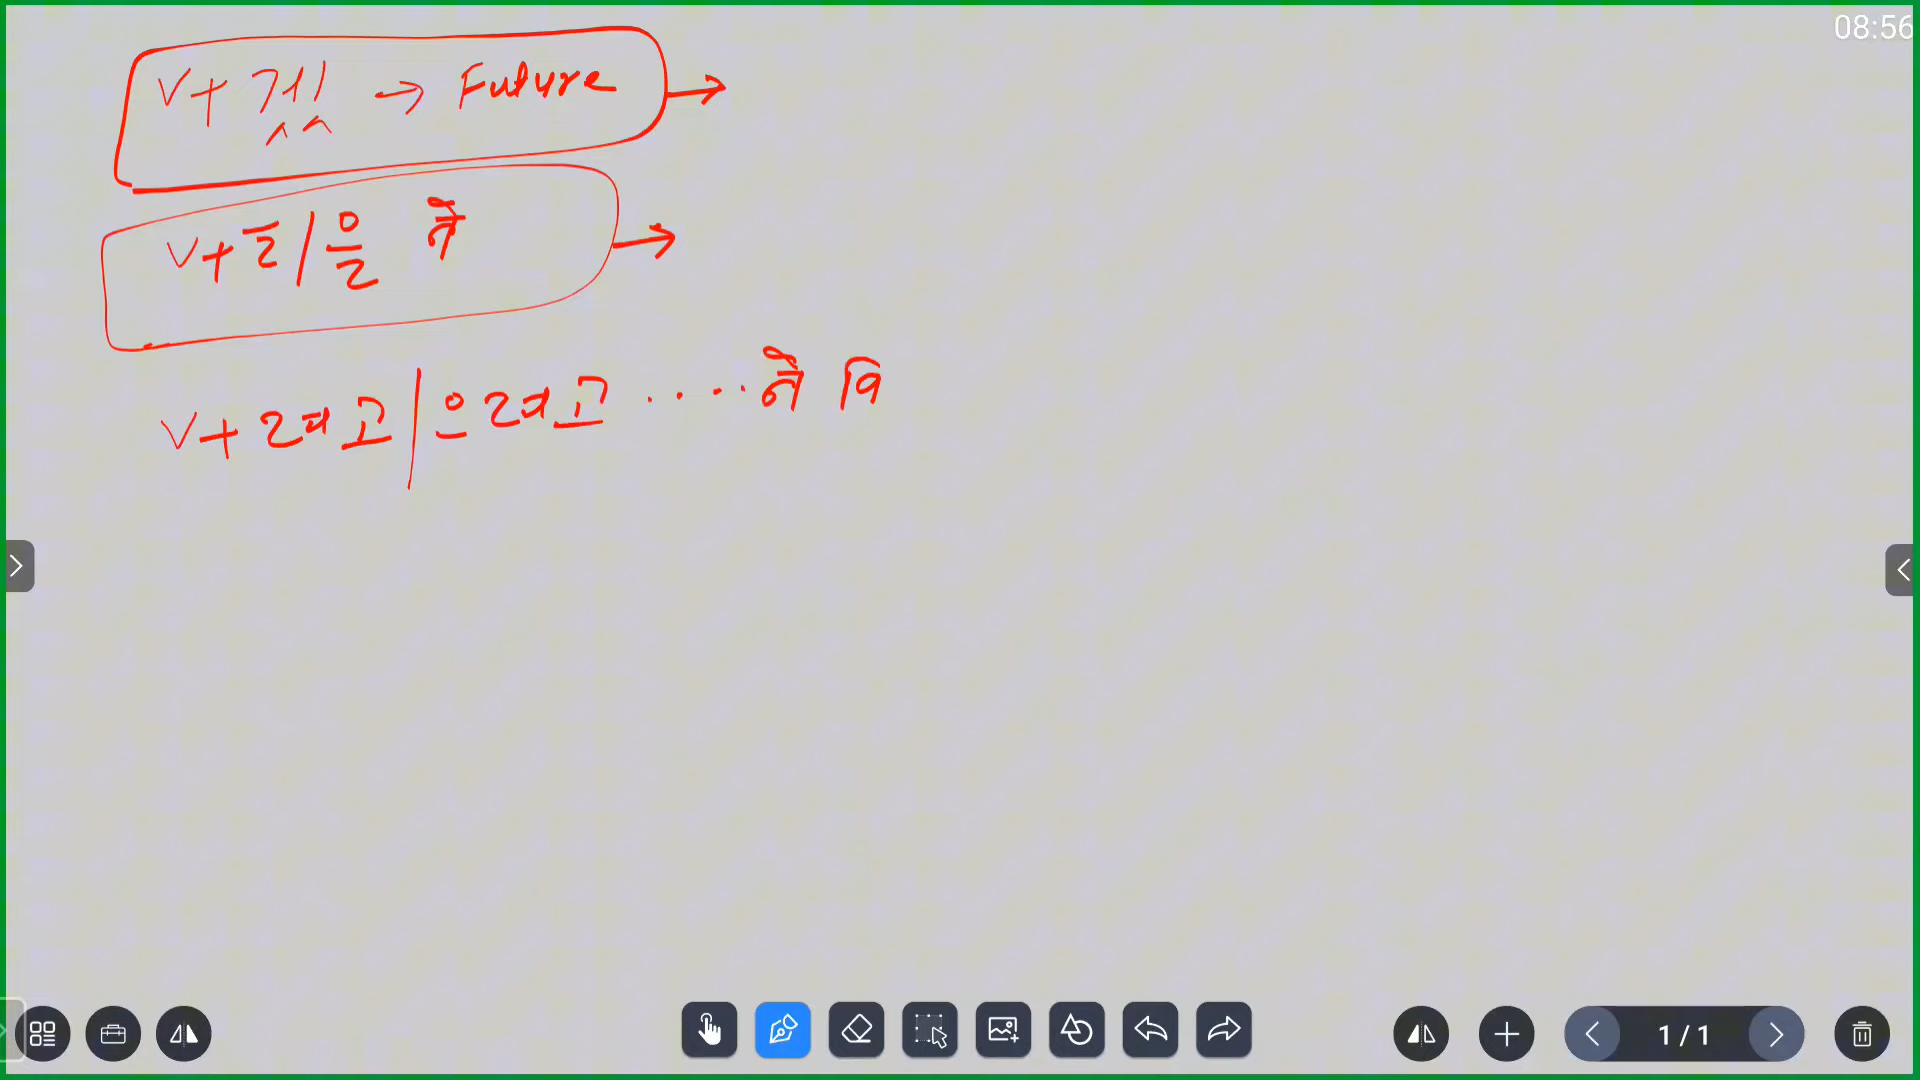 08:56
V+겠 → Future →
V+ㄹ/을 ने →
V+려고/으려고 ....ने वि
1 / 1